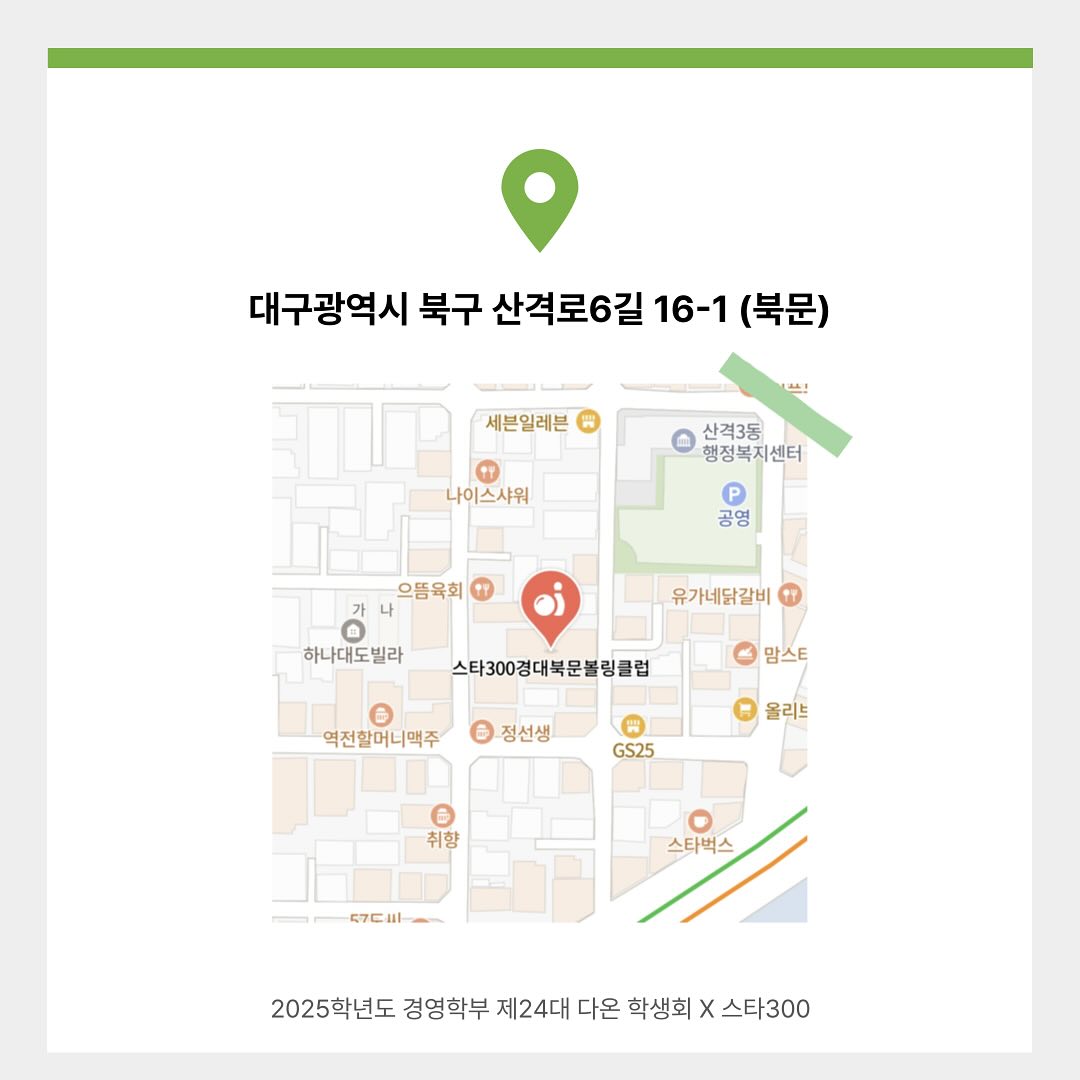 대구광역시 북구 산격로6길 16-1 (북문)
세븐일레븐
산격3동
행정복지센터
나이스샤워
P
공영
으뜸육회
유가네닭갈비
가 나
하나대도빌라
맘스터
스타300경대북문볼링클럽
올리브
역전할머니맥주
정선생
GS25
취향
스타벅스
2025학년도 경영학부 제24대 다온 학생회 X 스타300